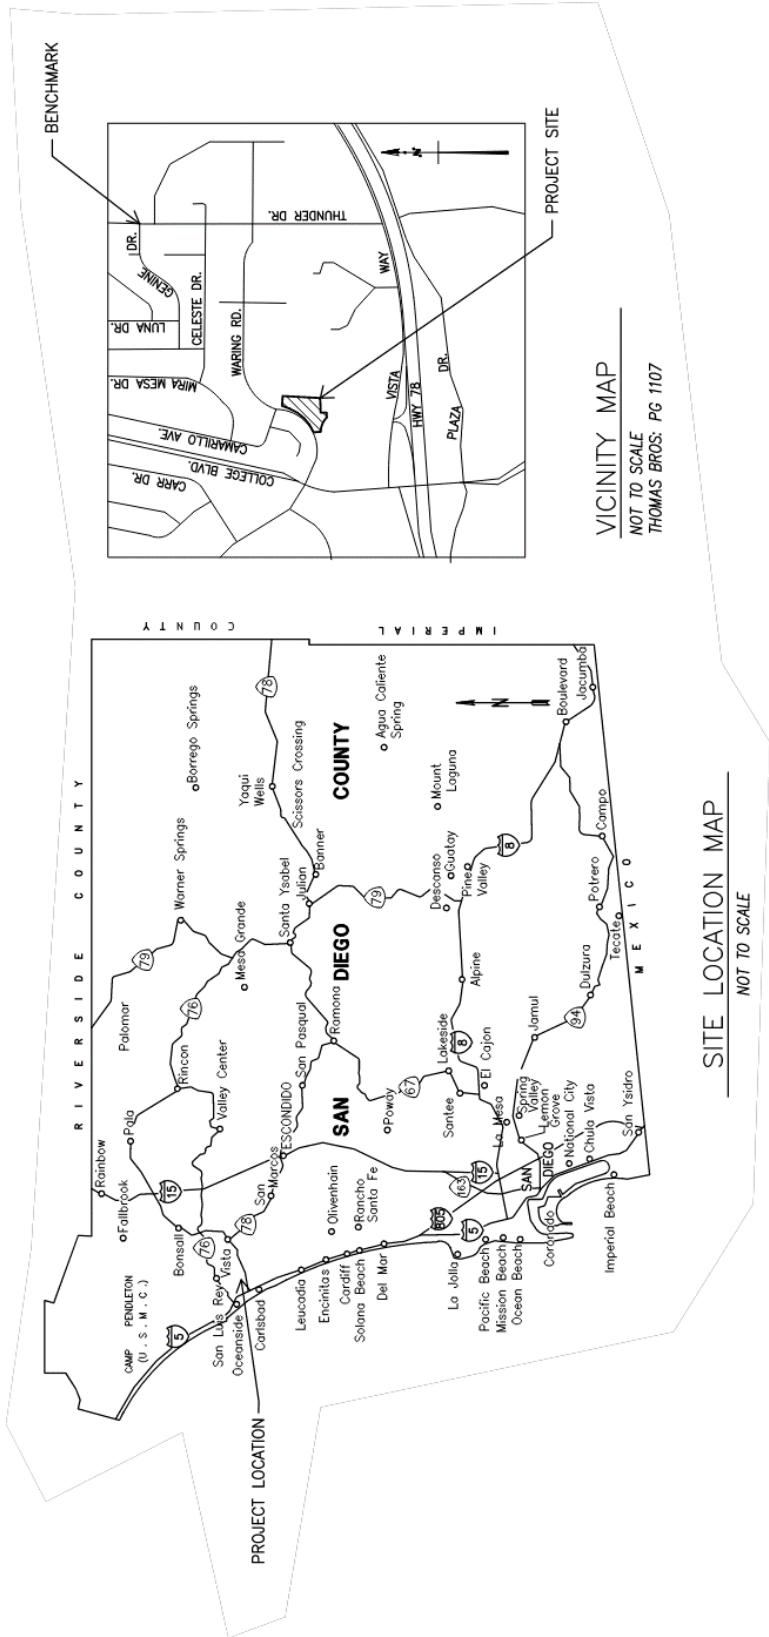 RIVERSIDE COUNTY
COUNTY
IMPERIAL
MEXICO
CAMP PENDLETON
(U.S.M.C.)
Rainbow
Fallbrook
Pala
Palomar
79
Warner Springs
Borrego Springs
15
Bonsall
Rincon
76
76
San Luis Rey
Vista
Valley Center
Mesa Grande
5
Oceanside
Carlsbad
78
San
Marcos
ESCONDIDO
San Pasqual
Santa Ysabel
Julian
Banner
Yaqui
Wells
78
Scissors Crossing
Leucadia
Encinitas
Cardiff
Solana Beach
Del Mar
Olivenhain
Rancho
Santa Fe
Ramona
SAN DIEGO COUNTY
Poway
67
79
Agua Caliente
Spring
Mount
Laguna
Descanso
Guatay
Pine
Valley
N
805
163
15
5
La Jolla
Pacific Beach
Mission Beach
Ocean Beach
Santee
Lakeside
8
El Cajon
La Mesa
Alpine
8
SAN
DIEGO
Spring
Valley
Lemon
Grove
National City
Chula Vista
Coronado
Imperial Beach
San Ysidro
Jamul
94
Dulzura
Tecate
Potrero
Campo
Boulevard
Jacumba
PROJECT LOCATION
SITE LOCATION MAP
NOT TO SCALE
BENCHMARK
CARR DR.
COLLEGE BLVD.
CAMARILLO AVE.
MIRA MESA DR.
LUNA DR.
GENINE
DR.
CELESTE DR.
WARING RD.
THUNDER DR.
VISTA
WAY
HWY 78
PLAZA
DR.
N
PROJECT SITE
VICINITY MAP
NOT TO SCALE
THOMAS BROS: PG 1107